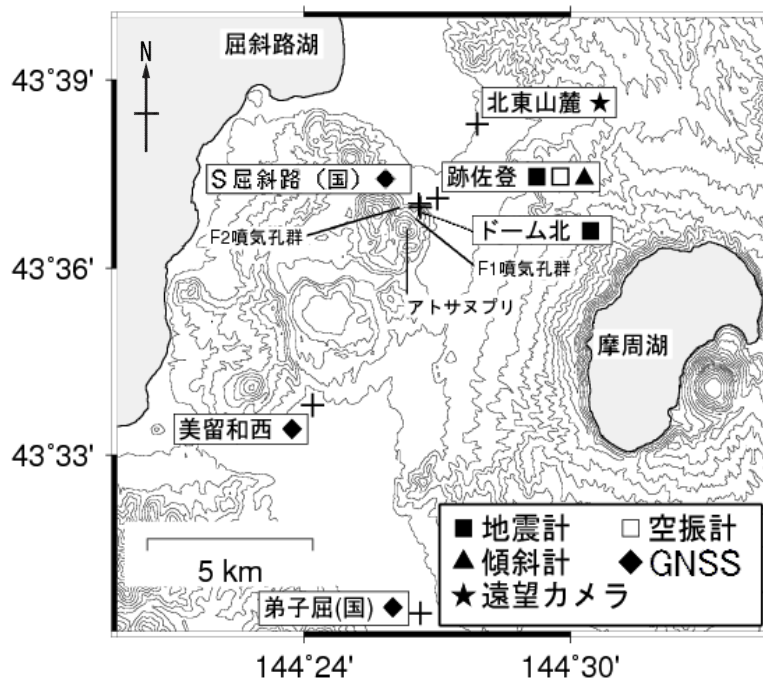 屈斜路湖
N
43°39'
北東山麓 ★
S屈斜路（国） ◆
跡佐登 ■□▲
F2噴気孔群
ドーム北 ■
43°36'
F1噴気孔群
アトサヌプリ
摩周湖
美留和西 ◆
43°33'
■ 地震計 □ 空振計
▲ 傾斜計 ◆ GNSS
★ 遠望カメラ
5 km
弟子屈(国) ◆
144°24' 144°30'